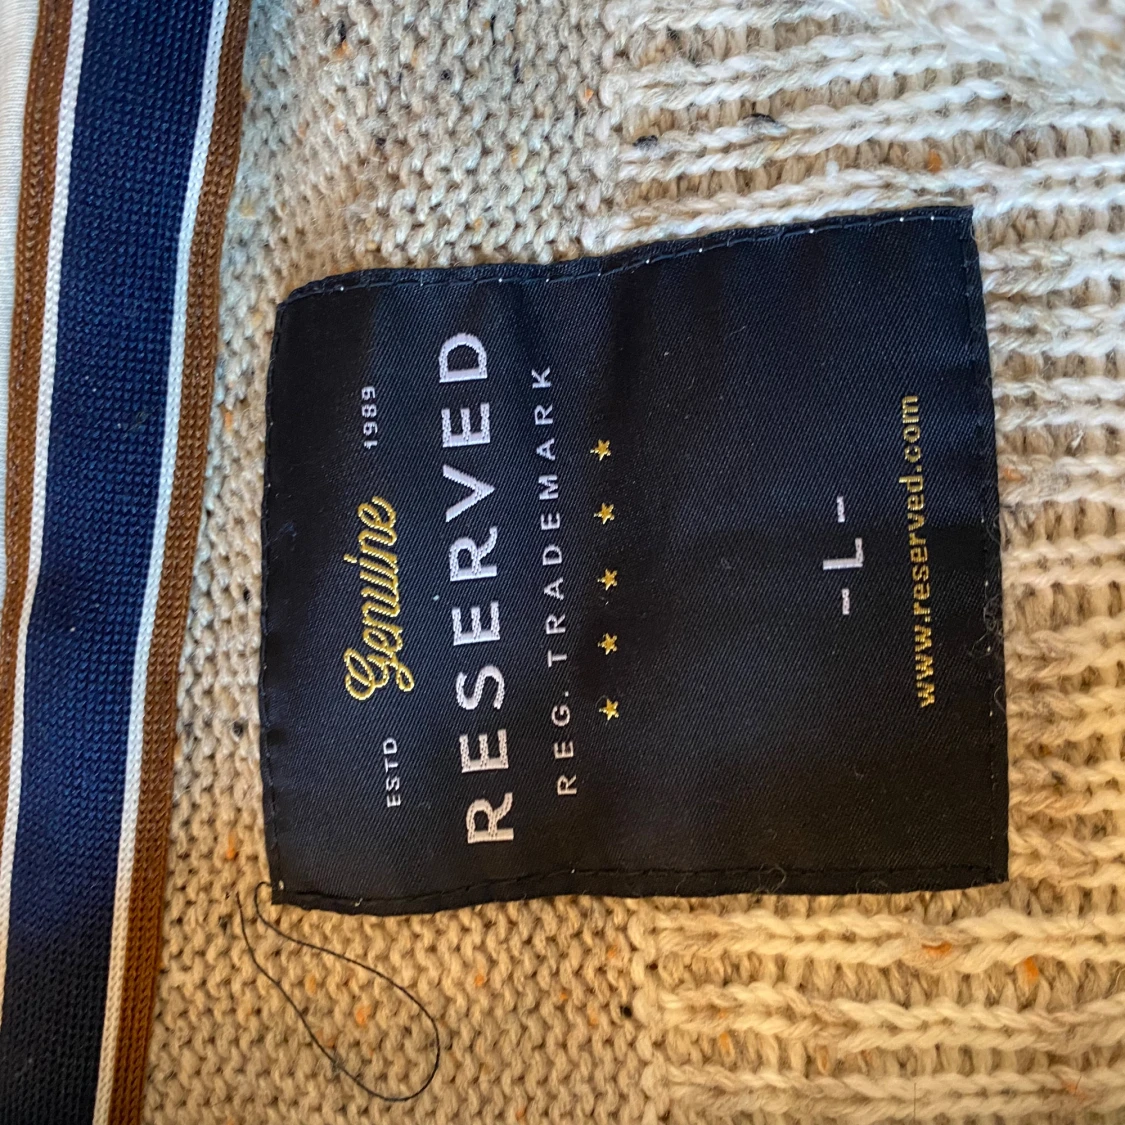 ESTD Genuine 1989
RESERVED
REG. TRADEMARK
- L -
www.reserved.com